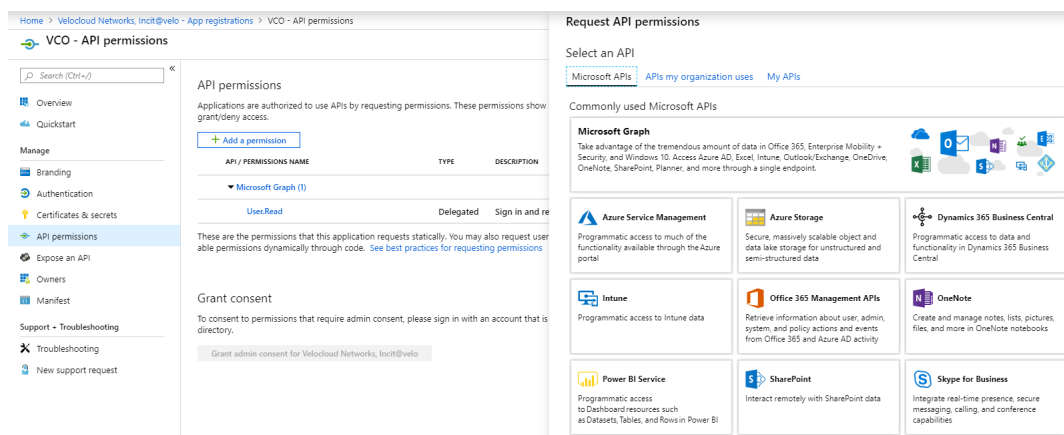 Home > Velocloud Networks, Incit@velo - App registrations > VCO - API permissions
VCO - API permissions
Search (Ctrl+/)
«
Overview
Quickstart
Manage
Branding
Authentication
Certificates & secrets
API permissions
Expose an API
Owners
Manifest
Support + Troubleshooting
Troubleshooting
New support request
API permissions
Applications are authorized to use APIs by requesting permissions. These permissions show
grant/deny access.
+ Add a permission
API / PERMISSIONS NAME TYPE DESCRIPTION
Microsoft Graph (1)
User.Read Delegated Sign in and re
These are the permissions that this application requests statically. You may also request user
able permissions dynamically through code. See best practices for requesting permissions
Grant consent
To consent to permissions that require admin consent, please sign in with an account that is
directory.
Grant admin consent for Velocloud Networks, Incit@velo
Request API permissions
Select an API
Microsoft APIs APIs my organization uses My APIs
Commonly used Microsoft APIs
Microsoft Graph
Take advantage of the tremendous amount of data in Office 365, Enterprise Mobility +
Security, and Windows 10. Access Azure AD, Excel, Intune, Outlook/Exchange, OneDrive,
OneNote, SharePoint, Planner, and more through a single endpoint.
Azure Service Management
Programmatic access to much of the
functionality available through the Azure
portal
Azure Storage
Secure, massively scalable object and
data lake storage for unstructured and
semi-structured data
Dynamics 365 Business Central
Programmatic access to data and
functionality in Dynamics 365 Business
Central
Intune
Programmatic access to Intune data
Office 365 Management APIs
Retrieve information about user, admin,
system, and policy actions and events
from Office 365 and Azure AD activity
OneNote
Create and manage notes, lists, pictures,
files, and more in OneNote notebooks
Power BI Service
Programmatic access
to Dashboard resources such
as Datasets, Tables, and Rows in Power BI
SharePoint
Interact remotely with SharePoint data
Skype for Business
Integrate real-time presence, secure
messaging, calling, and conference
capabilities